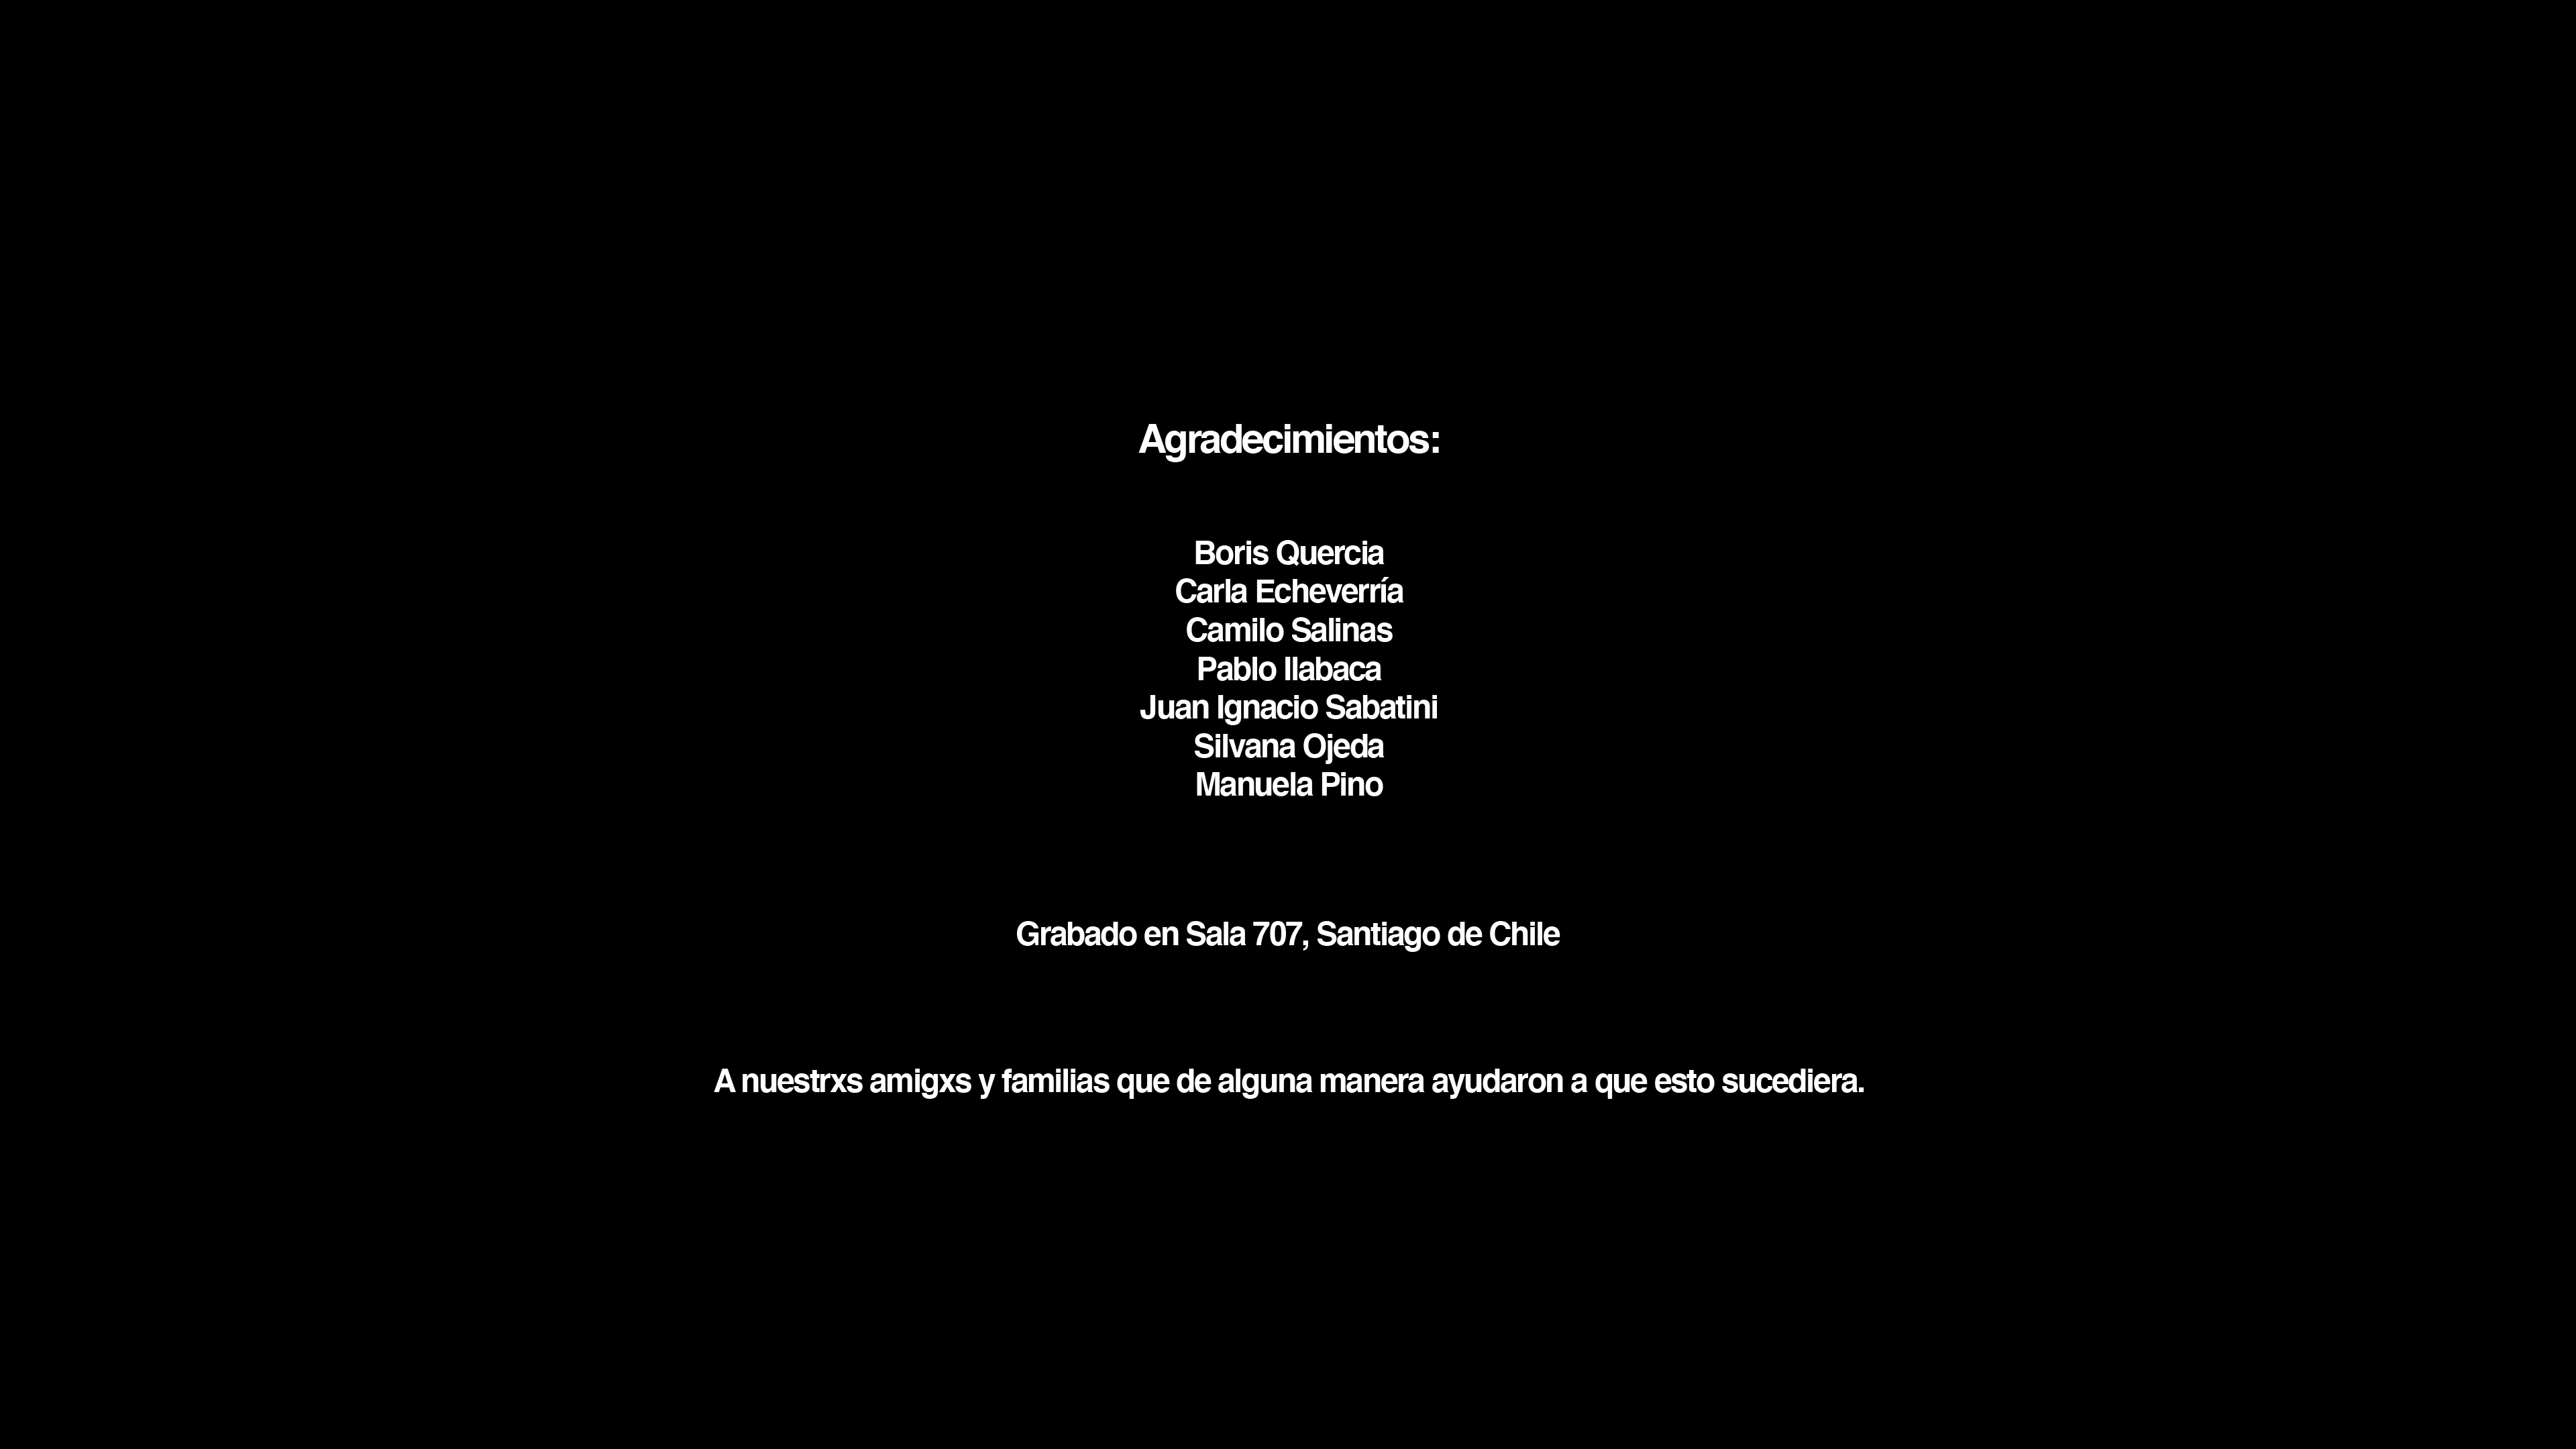 Agradecimientos:
Boris Quercia
Carla Echeverría
Camilo Salinas
Pablo Ilabaca
Juan Ignacio Sabatini
Silvana Ojeda
Manuela Pino
Grabado en Sala 707, Santiago de Chile
A nuestrxs amigxs y familias que de alguna manera ayudaron a que esto sucediera.